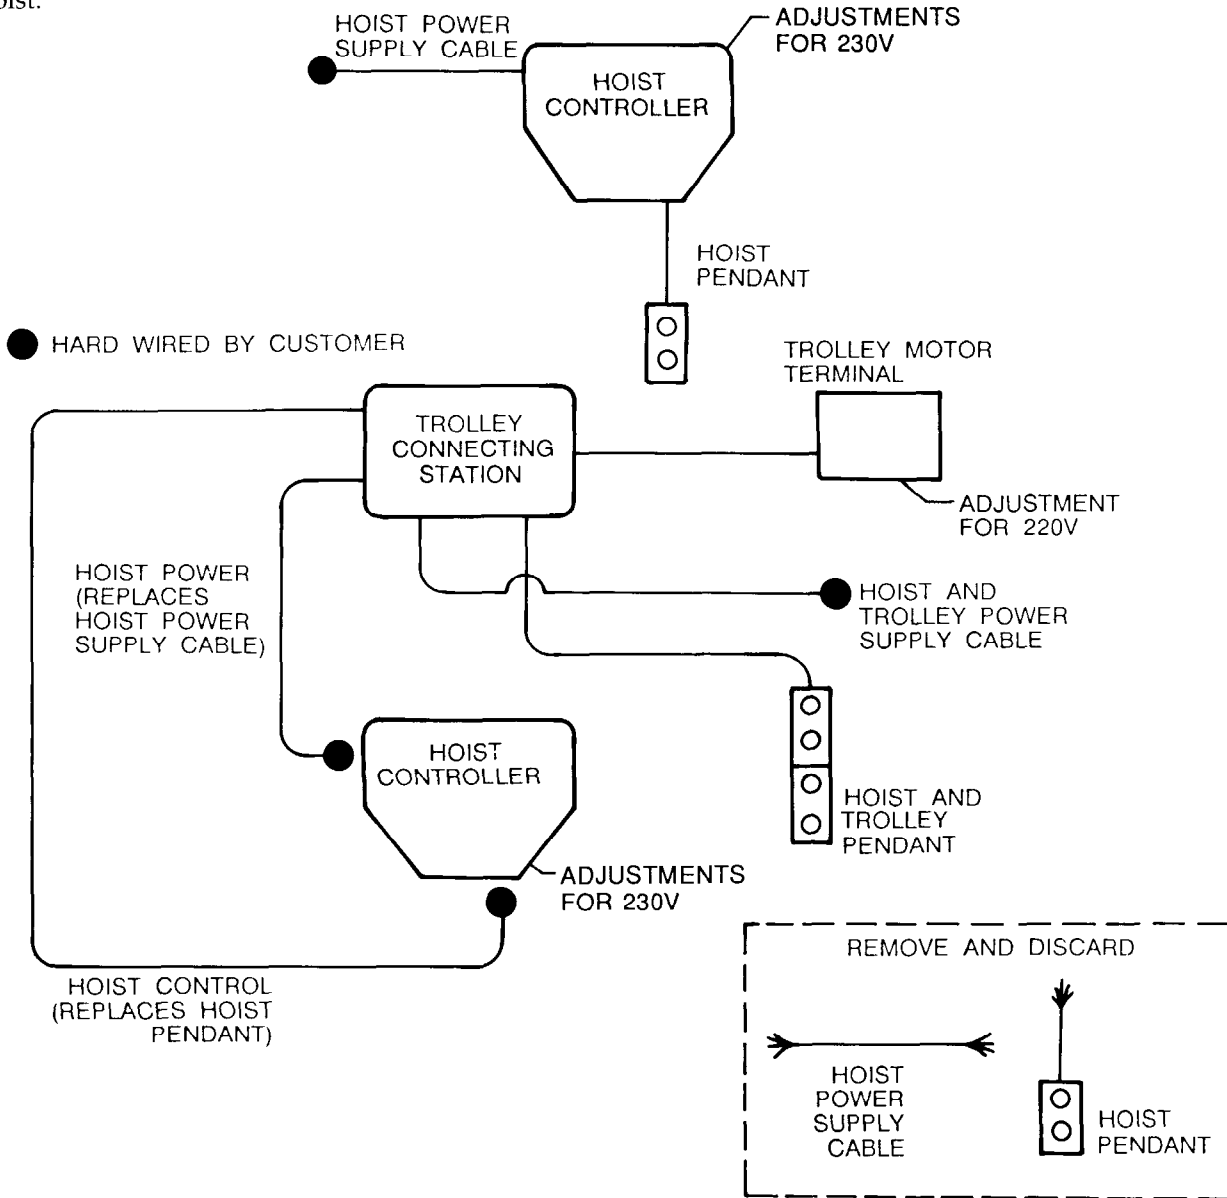 HOIST POWER
SUPPLY CABLE
ADJUSTMENTS
FOR 230V
HOIST
CONTROLLER
HOIST
PENDANT
HARD WIRED BY CUSTOMER
TROLLEY MOTOR
TERMINAL
TROLLEY
CONNECTING
STATION
ADJUSTMENT
FOR 220V
HOIST POWER
(REPLACES
HOIST POWER
SUPPLY CABLE)
HOIST AND
TROLLEY POWER
SUPPLY CABLE
HOIST
CONTROLLER
HOIST AND
TROLLEY
PENDANT
ADJUSTMENTS
FOR 230V
HOIST CONTROL
(REPLACES HOIST
PENDANT)
REMOVE AND DISCARD
HOIST
POWER
SUPPLY
CABLE
HOIST
PENDANT